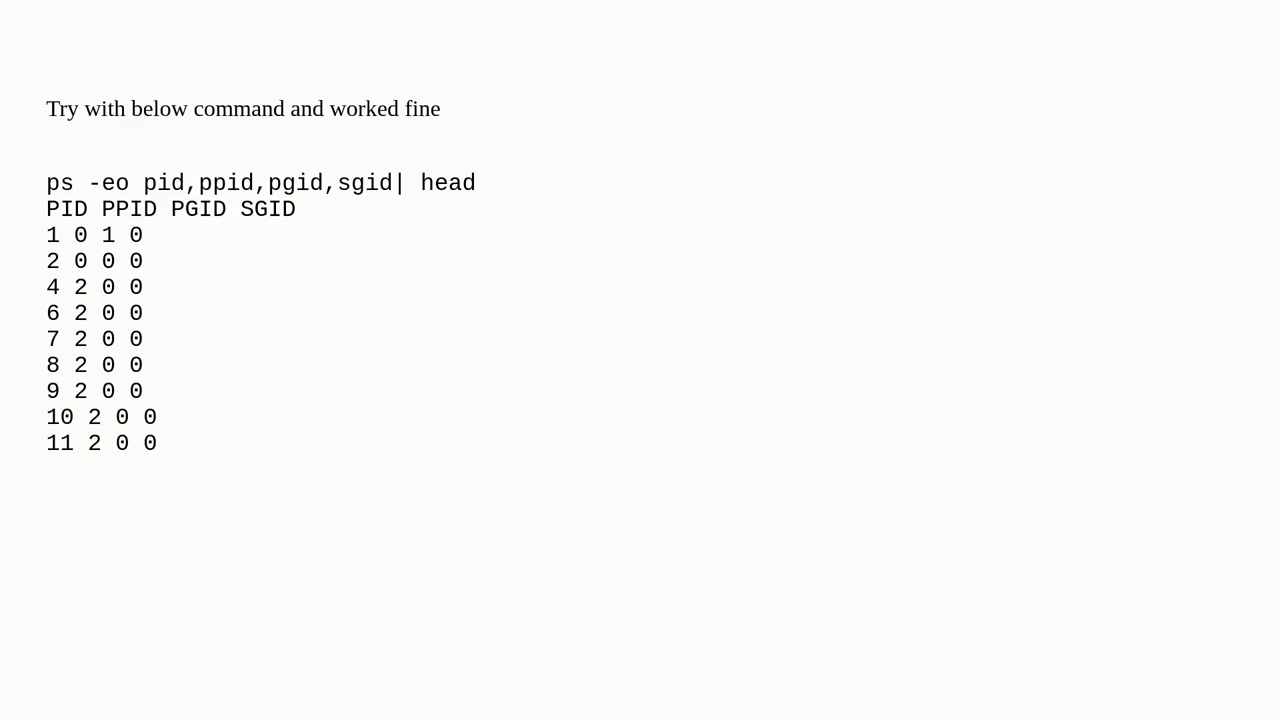 Try with below command and worked fine
ps -eo pid,ppid,pgid,sgid| head
PID PPID PGID SGID
1 0 1 0
2 0 0 0
4 2 0 0
6 2 0 0
7 2 0 0
8 2 0 0
9 2 0 0
10 2 0 0
11 2 0 0